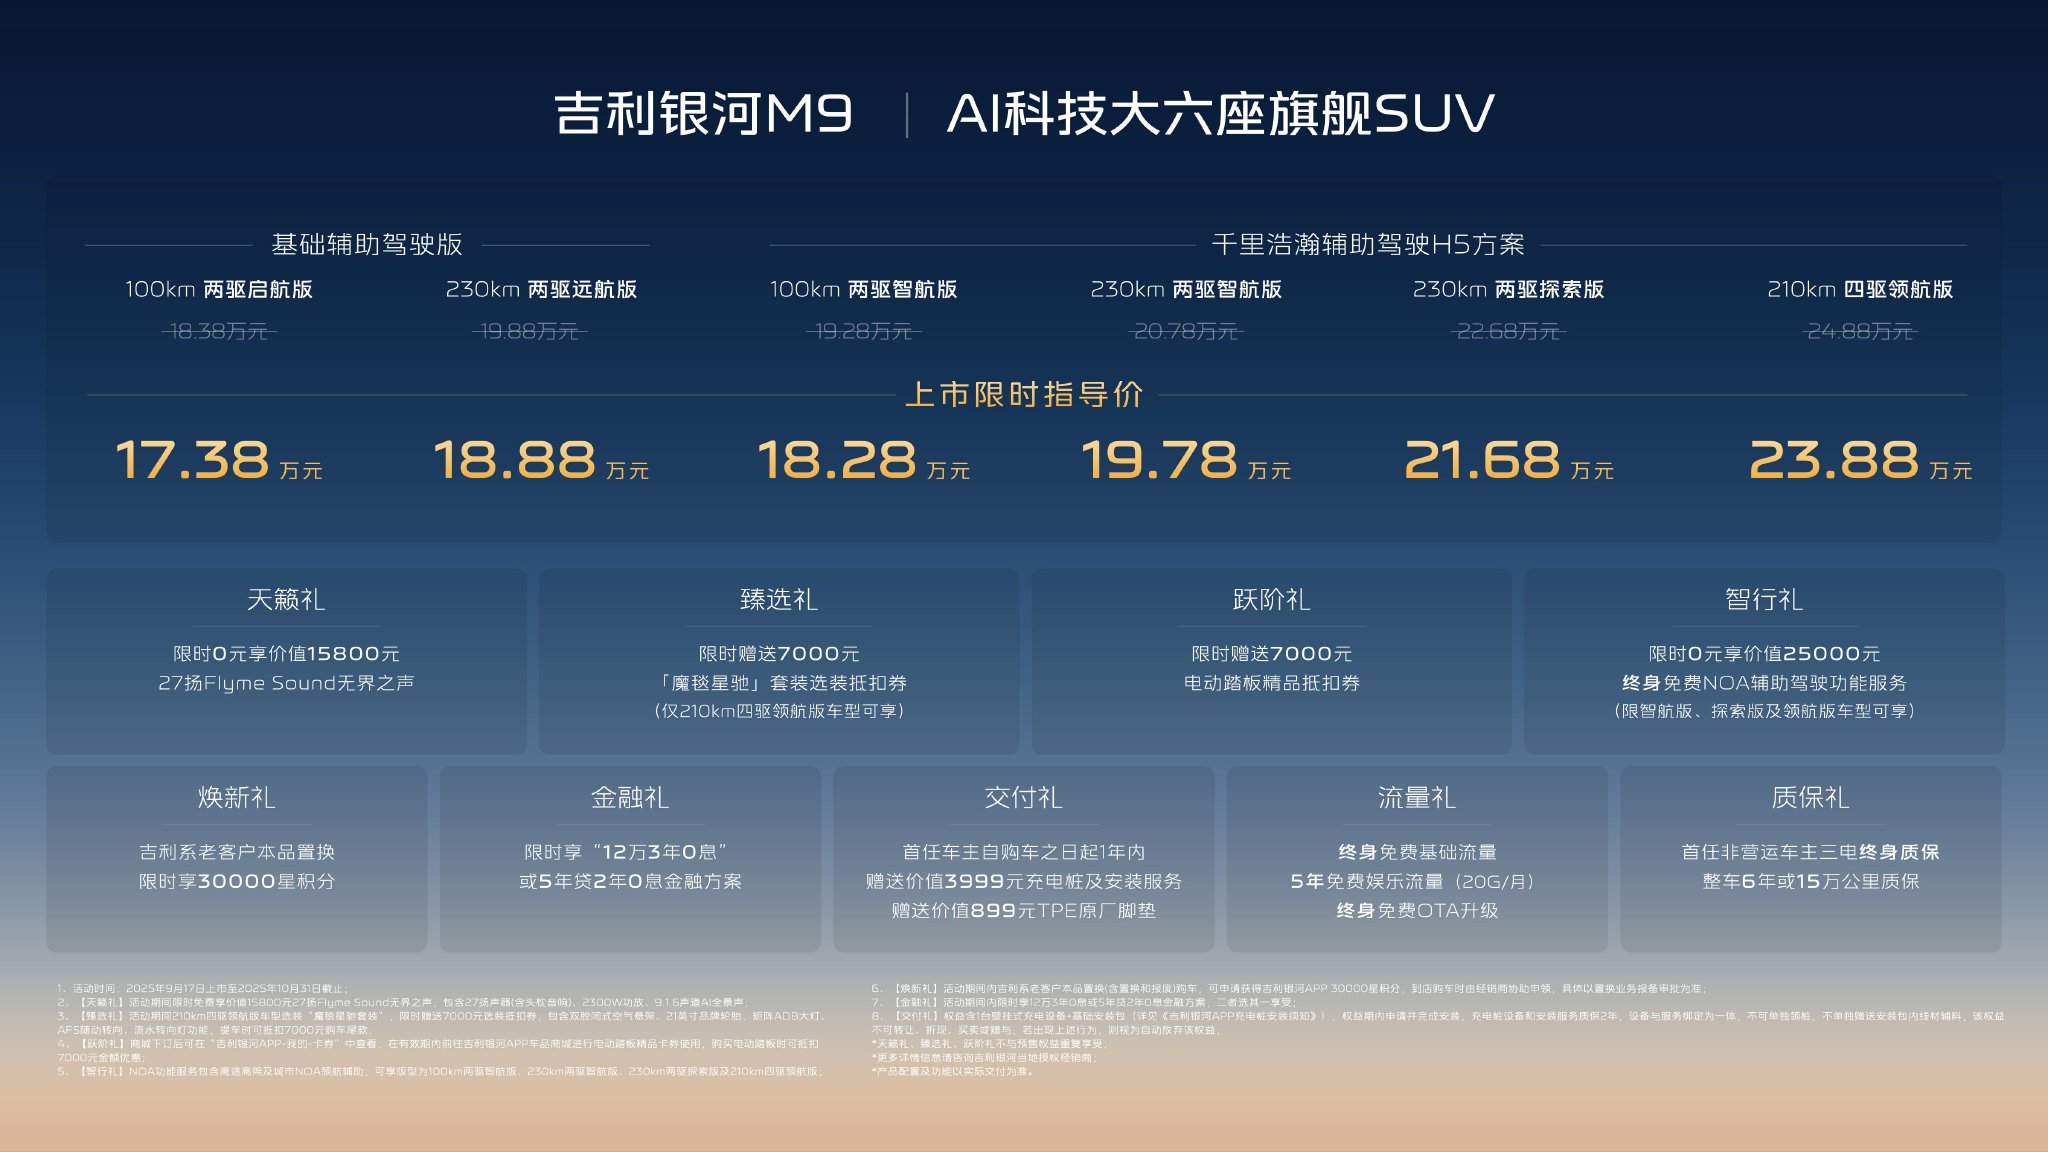 吉利银河M9 | AI科技大六座旗舰SUV
基础辅助驾驶版
千里浩瀚辅助驾驶H5方案
100km 两驱启航版
230km 两驱远航版
100km 两驱智航版
230km 两驱智航版
230km 两驱探索版
210km 四驱领航版
18.38万元
19.88万元
19.28万元
20.78万元
22.68万元
24.88万元
上市限时指导价
17.38 万元
18.88 万元
18.28 万元
19.78 万元
21.68 万元
23.88 万元
天籁礼
限时0元享价值15800元
27扬Flyme Sound无界之声
臻选礼
限时赠送7000元
「魔毯星驰」套装选装抵扣券
(仅210km四驱领航版车型可享)
跃阶礼
限时赠送7000元
电动踏板精品抵扣券
智行礼
限时0元享价值25000元
终身免费NOA辅助驾驶功能服务
(限智航版、探索版及领航版车型可享)
焕新礼
吉利系老客户本品置换
限时享30000星积分
金融礼
限时享“12万3年0息”
或5年贷2年0息金融方案
交付礼
首任车主自购车之日起1年内
赠送价值3999元充电桩及安装服务
赠送价值899元TPE原厂脚垫
流量礼
终身免费基础流量
5年免费娱乐流量（20G/月）
终身免费OTA升级
质保礼
首任非营运车主三电终身质保
整车6年或15万公里质保
1、活动时间：2025年9月17日上市至2025年10月31日截止；
2、【天籁礼】活动期间限时免费享价值15800元27扬Flyme Sound无界之声，包含27扬声器(含头枕音响)、2300W功放、9.1.6声道AI全景声；
3、【臻选礼】活动期间210km四驱领航版车型选装“魔毯星驰套装”，限时赠送7000元选装抵扣券，包含双腔闭式空气悬架、21英寸品牌轮胎、矩阵ADB大灯、
AFS随动转向、流水转向灯功能，提车时可抵扣7000元购车尾款；
4、【跃阶礼】商城下订后可在“吉利银河APP-我的-卡券”中查看，在有效期内前往吉利银河APP车品商城进行电动踏板精品卡券使用，购买电动踏板时可抵扣
7000元金额优惠；
5、【智行礼】NOA功能服务包含高速高架及城市NOA领航辅助，可享版型为100km两驱智航版、230km两驱智航版、230km两驱探索版及210km四驱领航版；
6、【焕新礼】活动期间内吉利系老客户本品置换(含置换和报废)购车，可申请获得吉利银河APP 30000星积分，到店购车时由经销商协助申领，具体以置换业务报备审批为准；
7、【金融礼】活动期间内限时享12万3年0息或5年贷2年0息金融方案，二者选其一享受；
8、【交付礼】权益含1台壁挂式充电设备+基础安装包（详见《吉利银河APP充电桩安装须知》），权益期内申请并完成安装，充电桩设备和安装服务质保2年，设备与服务绑定为一体，不可单独领桩，不单独赠送安装包内线材辅料，该权益
不可转让、折现、买卖或赠与，若出现上述行为，则视为自动放弃该权益；
*天籁礼、臻选礼、跃阶礼不与预售权益重复享受；
*更多详情信息请咨询吉利银河当地授权经销商；
*产品配置及功能以实际交付为准。